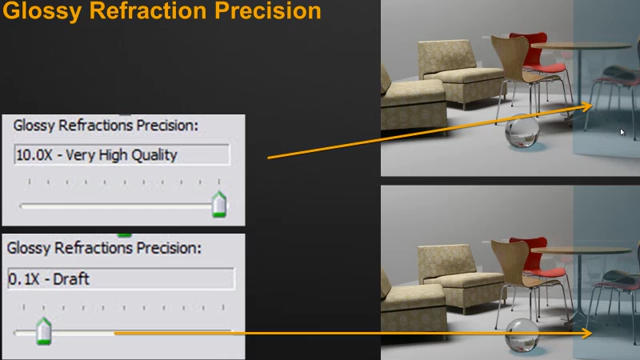 Glossy Refraction Precision
Glossy Refractions Precision:
10.0X - Very High Quality
Glossy Refractions Precision:
0.1X - Draft